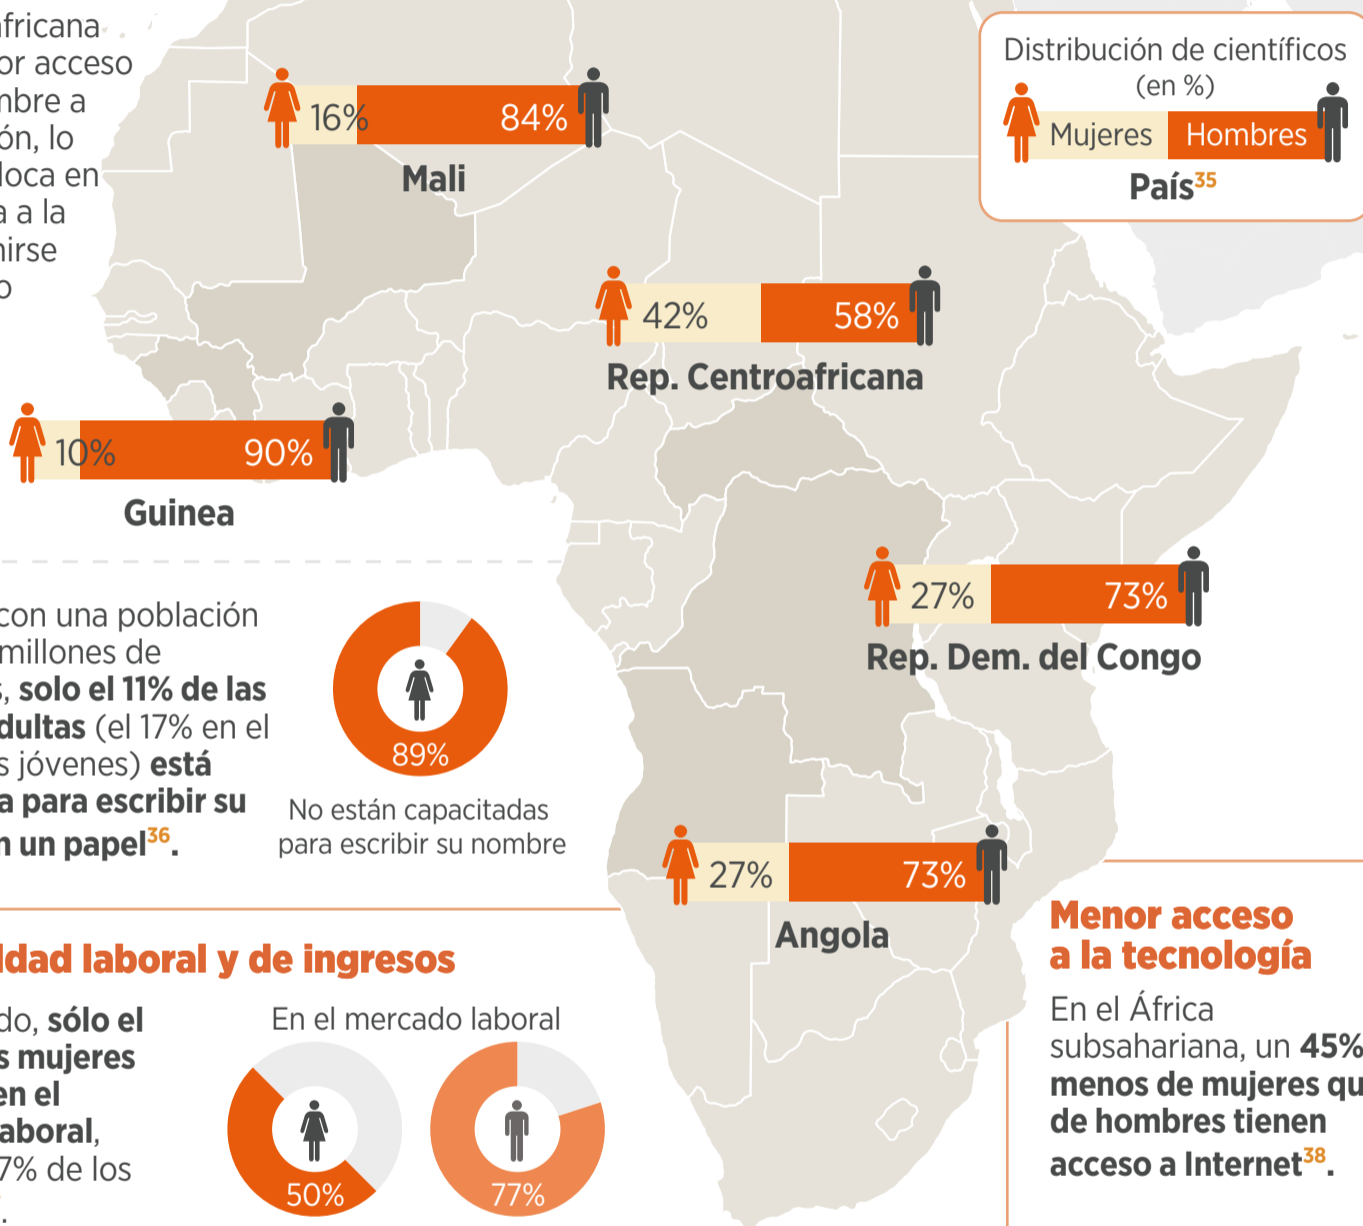 africana
or acceso
mbre a
ón, lo
loca en
a a la
nirse
o
Distribución de científicos
(en %)
Mujeres Hombres
País35
16% 84%
Mali
42% 58%
Rep. Centroafricana
10% 90%
Guinea
27% 73%
Rep. Dem. del Congo
con una población
millones de
s, solo el 11% de las
dultas (el 17% en el
s jóvenes) está
a para escribir su
n un papel36.
89%
No están capacitadas
para escribir su nombre
27% 73%
Angola
ldad laboral y de ingresos
do, sólo el
s mujeres
en el
aboral,
7% de los
.
En el mercado laboral
50% 77%
Menor acceso
a la tecnología
En el África
subsahariana, un 45%
menos de mujeres qu
de hombres tienen
acceso a Internet38.